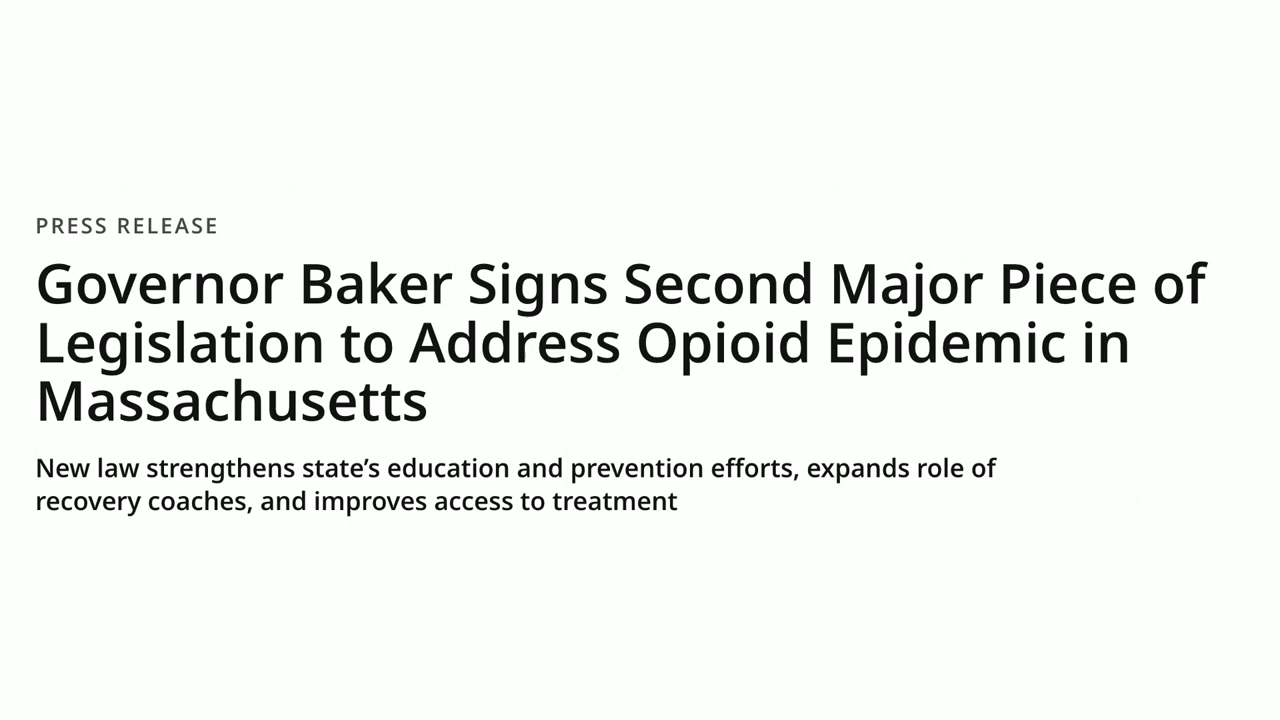 PRESS RELEASE
Governor Baker Signs Second Major Piece of
Legislation to Address Opioid Epidemic in
Massachusetts
New law strengthens state’s education and prevention efforts, expands role of
recovery coaches, and improves access to treatment